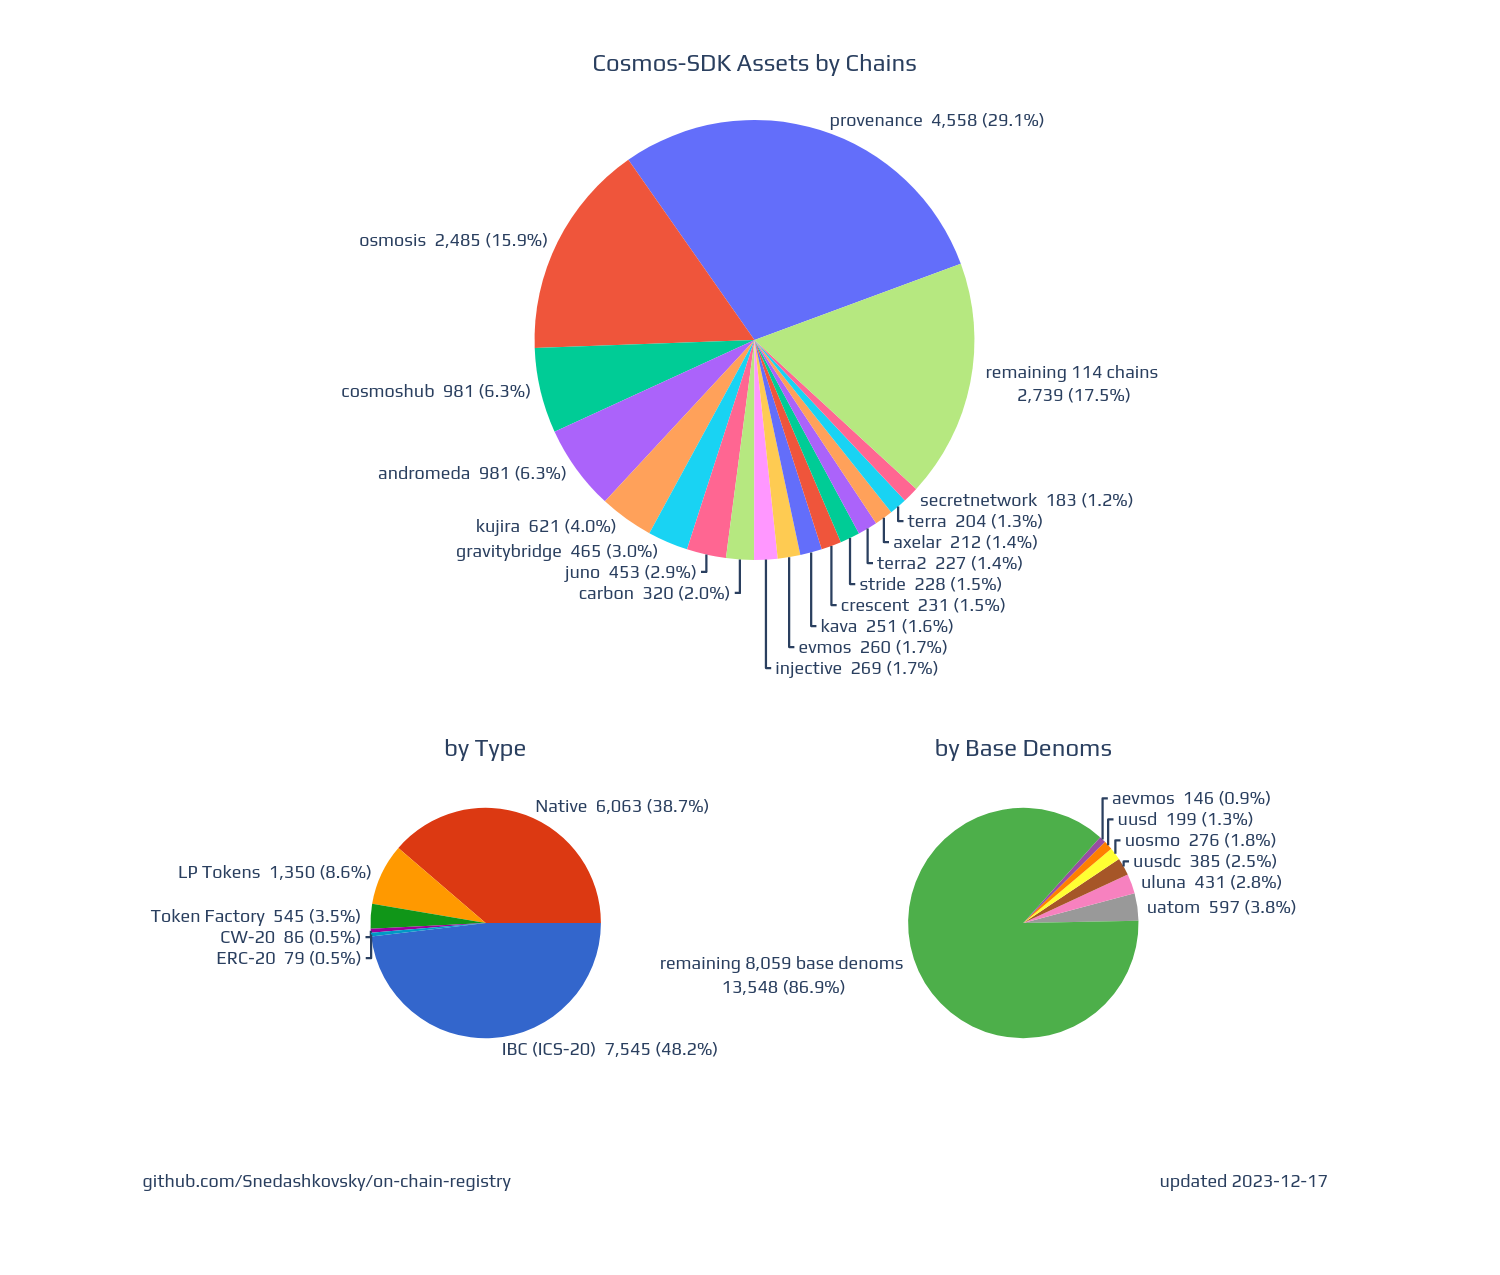 Cosmos-SDK Assets by Chains
provenance 4,558 (29.1%)
osmosis 2,485 (15.9%)
remaining 114 chains
2,739 (17.5%)
cosmoshub 981 (6.3%)
andromeda 981 (6.3%)
secretnetwork 183 (1.2%)
terra 204 (1.3%)
kujira 621 (4.0%)
axelar 212 (1.4%)
gravitybridge 465 (3.0%)
terra2 227 (1.4%)
juno 453 (2.9%)
stride 228 (1.5%)
carbon 320 (2.0%)
crescent 231 (1.5%)
kava 251 (1.6%)
evmos 260 (1.7%)
injective 269 (1.7%)
by Type
Native 6,063 (38.7%)
LP Tokens 1,350 (8.6%)
Token Factory 545 (3.5%)
CW-20 86 (0.5%)
ERC-20 79 (0.5%)
IBC (ICS-20) 7,545 (48.2%)
by Base Denoms
aevmos 146 (0.9%)
uusd 199 (1.3%)
uosmo 276 (1.8%)
uusdc 385 (2.5%)
uluna 431 (2.8%)
uatom 597 (3.8%)
remaining 8,059 base denoms
13,548 (86.9%)
github.com/Snedashkovsky/on-chain-registry
updated 2023-12-17